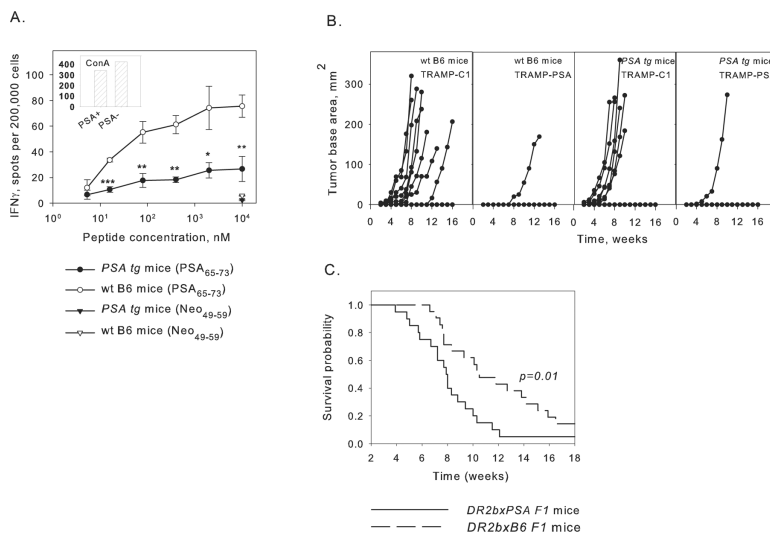 A.
IFNγ, spots per 200,000 cells
100
80
60
40
20
0
400
300
200
100
0
ConA
PSA+
PSA-
***
**
**
*
**
10⁰
10¹
10²
10³
10⁴
Peptide concentration, nM
PSA tg mice (PSA65-73)
wt B6 mice (PSA65-73)
PSA tg mice (Neo49-59)
wt B6 mice (Neo49-59)
B.
Tumor base area, mm²
300
200
100
0
wt B6 mice
TRAMP-C1
wt B6 mice
TRAMP-PSA
PSA tg mice
TRAMP-C1
PSA tg mice
TRAMP-PS
0 4 8 12 16
0 4 8 12 16
0 4 8 12 16
0 4 8 12 16
Time, weeks
C.
Survival probability
1.0
0.8
0.6
0.4
0.2
0.0
p=0.01
2 4 6 8 10 12 14 16 18
Time (weeks)
DR2bxPSA F1 mice
DR2bxB6 F1 mice